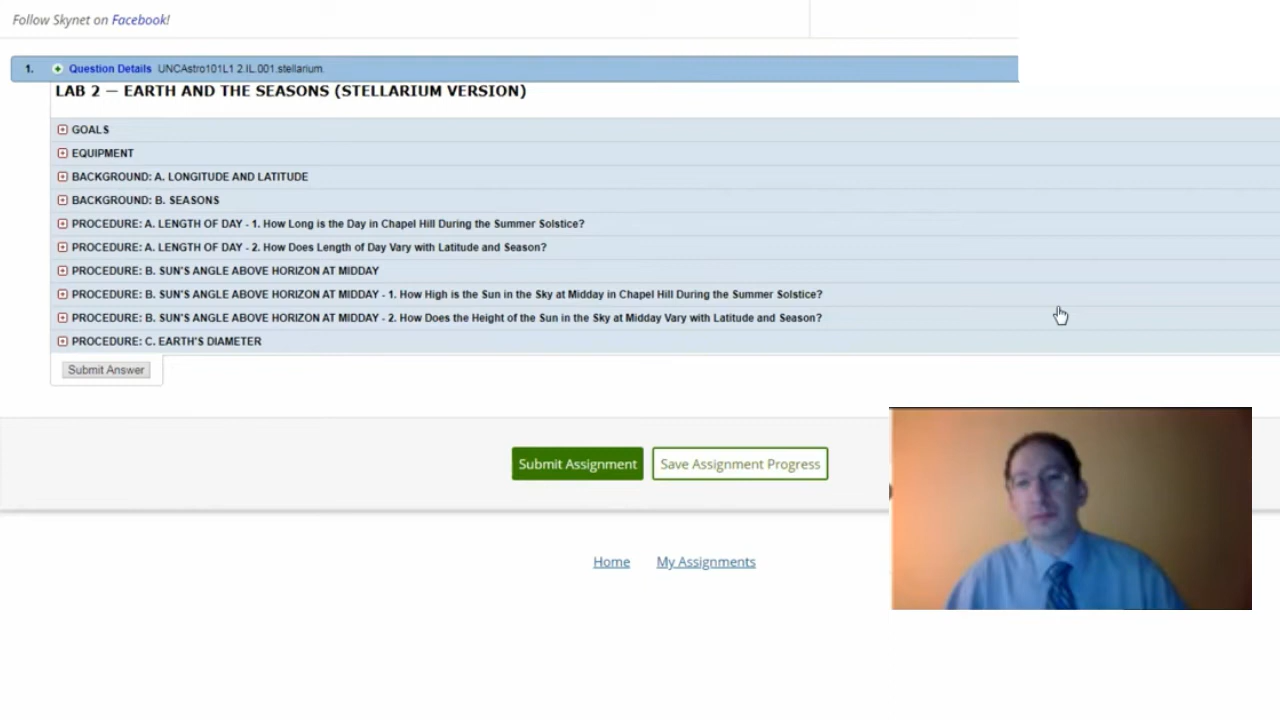 Follow Skynet on Facebook!
1. Question Details UNCAstro101L1 2.IL.001.stellarium.
LAB 2 — EARTH AND THE SEASONS (STELLARIUM VERSION)
GOALS
EQUIPMENT
BACKGROUND: A. LONGITUDE AND LATITUDE
BACKGROUND: B. SEASONS
PROCEDURE: A. LENGTH OF DAY - 1. How Long is the Day in Chapel Hill During the Summer Solstice?
PROCEDURE: A. LENGTH OF DAY - 2. How Does Length of Day Vary with Latitude and Season?
PROCEDURE: B. SUN'S ANGLE ABOVE HORIZON AT MIDDAY
PROCEDURE: B. SUN'S ANGLE ABOVE HORIZON AT MIDDAY - 1. How High is the Sun in the Sky at Midday in Chapel Hill During the Summer Solstice?
PROCEDURE: B. SUN'S ANGLE ABOVE HORIZON AT MIDDAY - 2. How Does the Height of the Sun in the Sky at Midday Vary with Latitude and Season?
PROCEDURE: C. EARTH'S DIAMETER
Submit Answer
Submit Assignment Save Assignment Progress
Home My Assignments